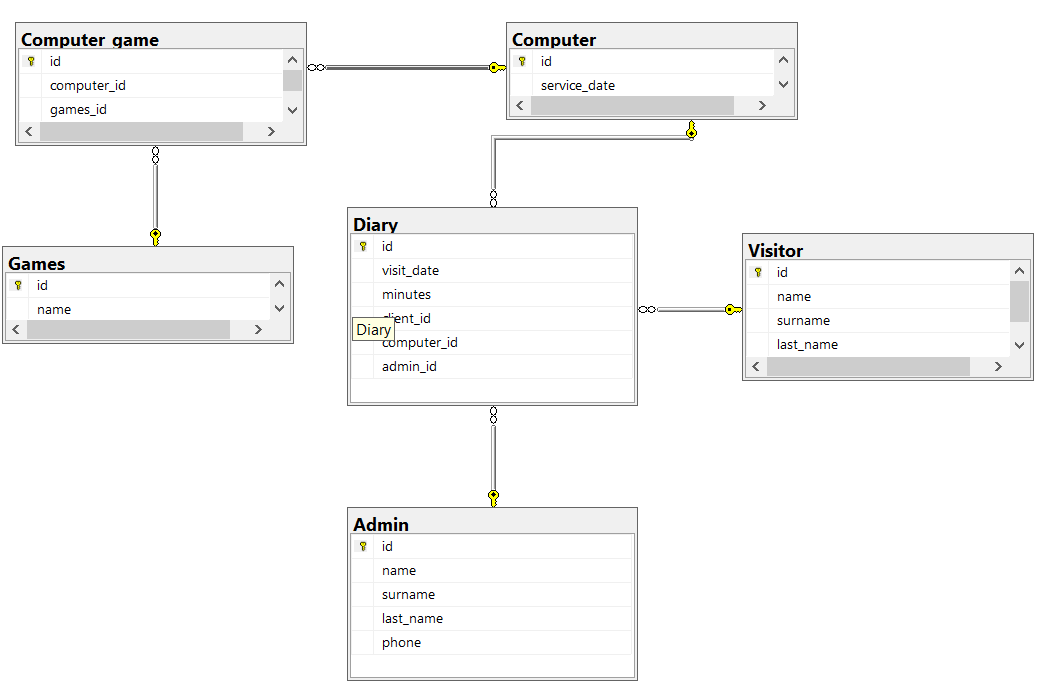 Computer_game
id
computer_id
games_id
Computer
id
service_date
Games
id
name
Diary
id
visit_date
minutes
client_id
computer_id
admin_id
Diary
Visitor
id
name
surname
last_name
Admin
id
name
surname
last_name
phone